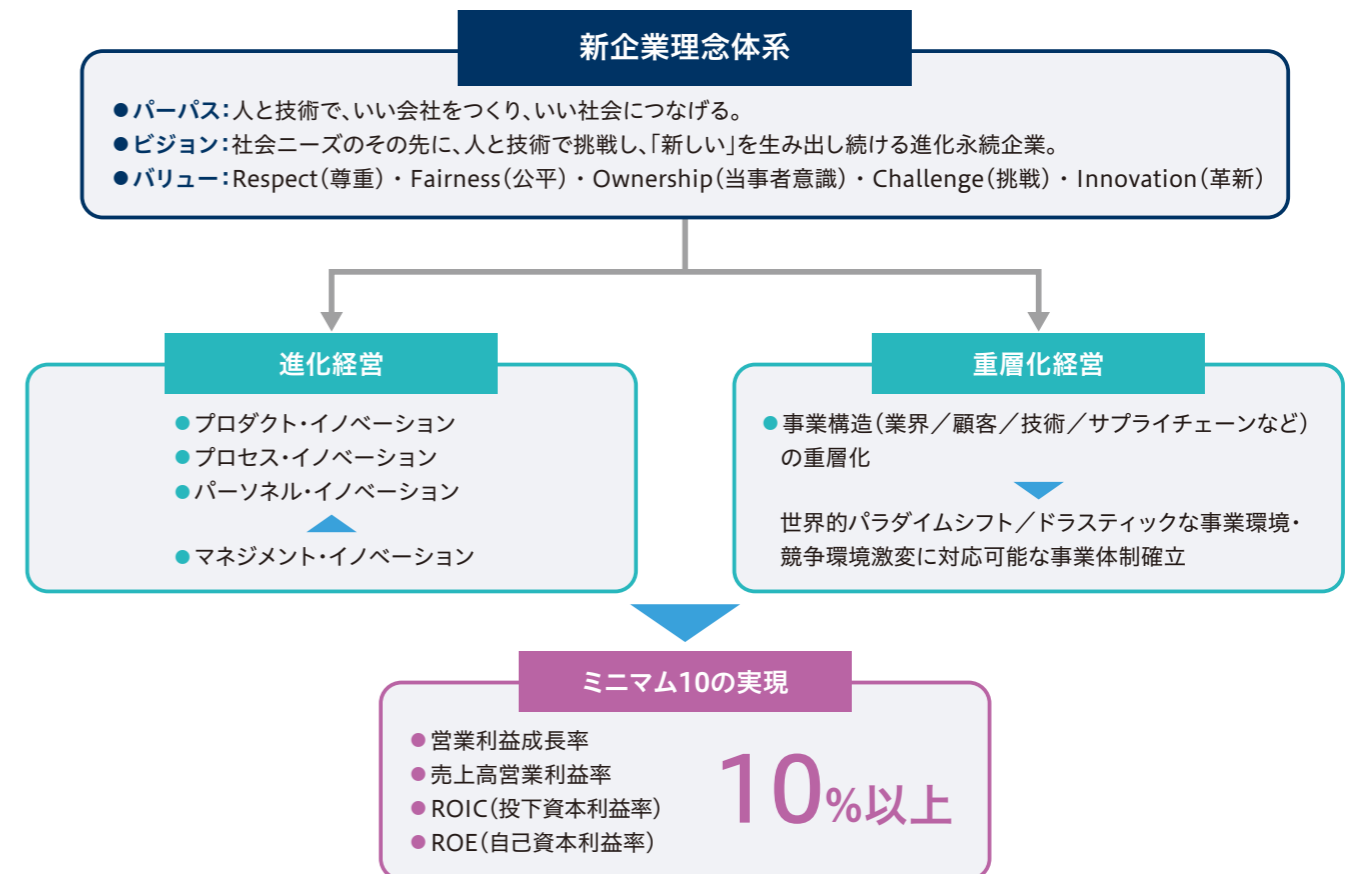 新企業理念体系
●パーパス：人と技術で、いい会社をつくり、いい社会につなげる。
●ビジョン：社会ニーズのその先に、人と技術で挑戦し、「新しい」を生み出し続ける進化永続企業。
●バリュー：Respect（尊重）・Fairness（公平）・Ownership（当事者意識）・Challenge（挑戦）・Innovation（革新）
進化経営
●プロダクト・イノベーション
●プロセス・イノベーション
●パーソネル・イノベーション
●マネジメント・イノベーション
重層化経営
●事業構造（業界／顧客／技術／サプライチェーンなど）
の重層化
世界的パラダイムシフト／ドラスティックな事業環境・
競争環境激変に対応可能な事業体制確立
ミニマム10の実現
●営業利益成長率
●売上高営業利益率
●ROIC（投下資本利益率）
●ROE（自己資本利益率）
10%以上